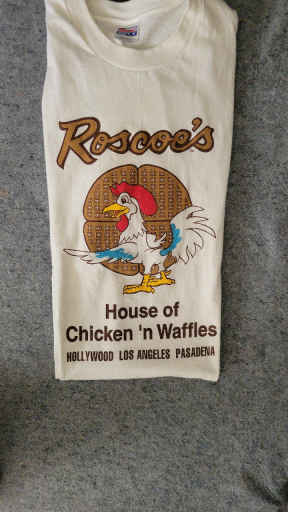 Roscoe's
House of
Chicken 'n Waffles
HOLLYWOOD LOS ANGELES PASADENA